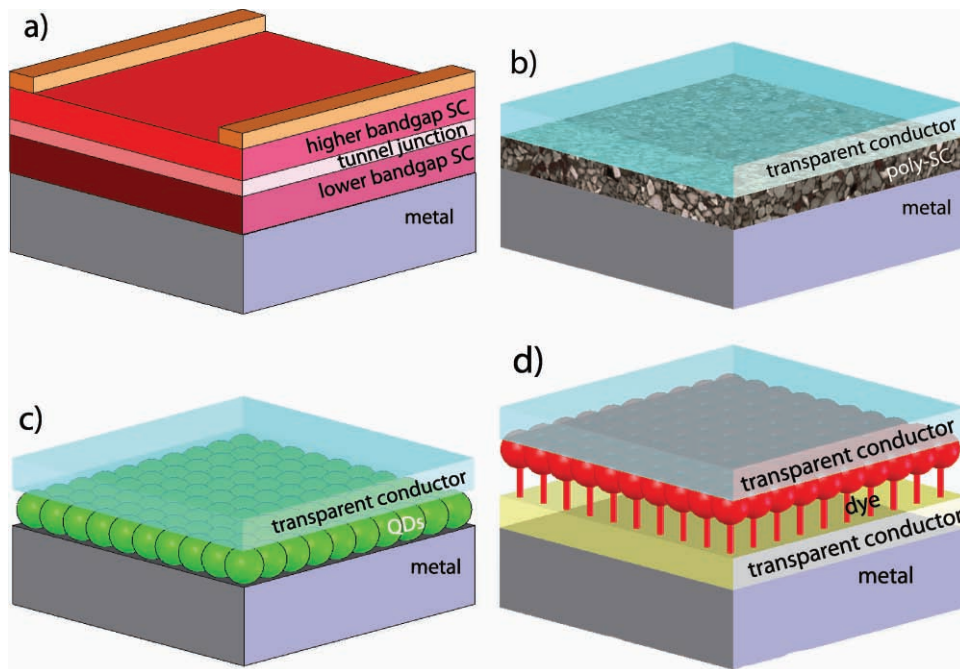 a)
higher bandgap SC
tunnel junction
lower bandgap SC
metal
b)
transparent conductor
poly-SC
metal
c)
transparent conductor
QDs
metal
d)
transparent conductor
dye
transparent conductor
metal